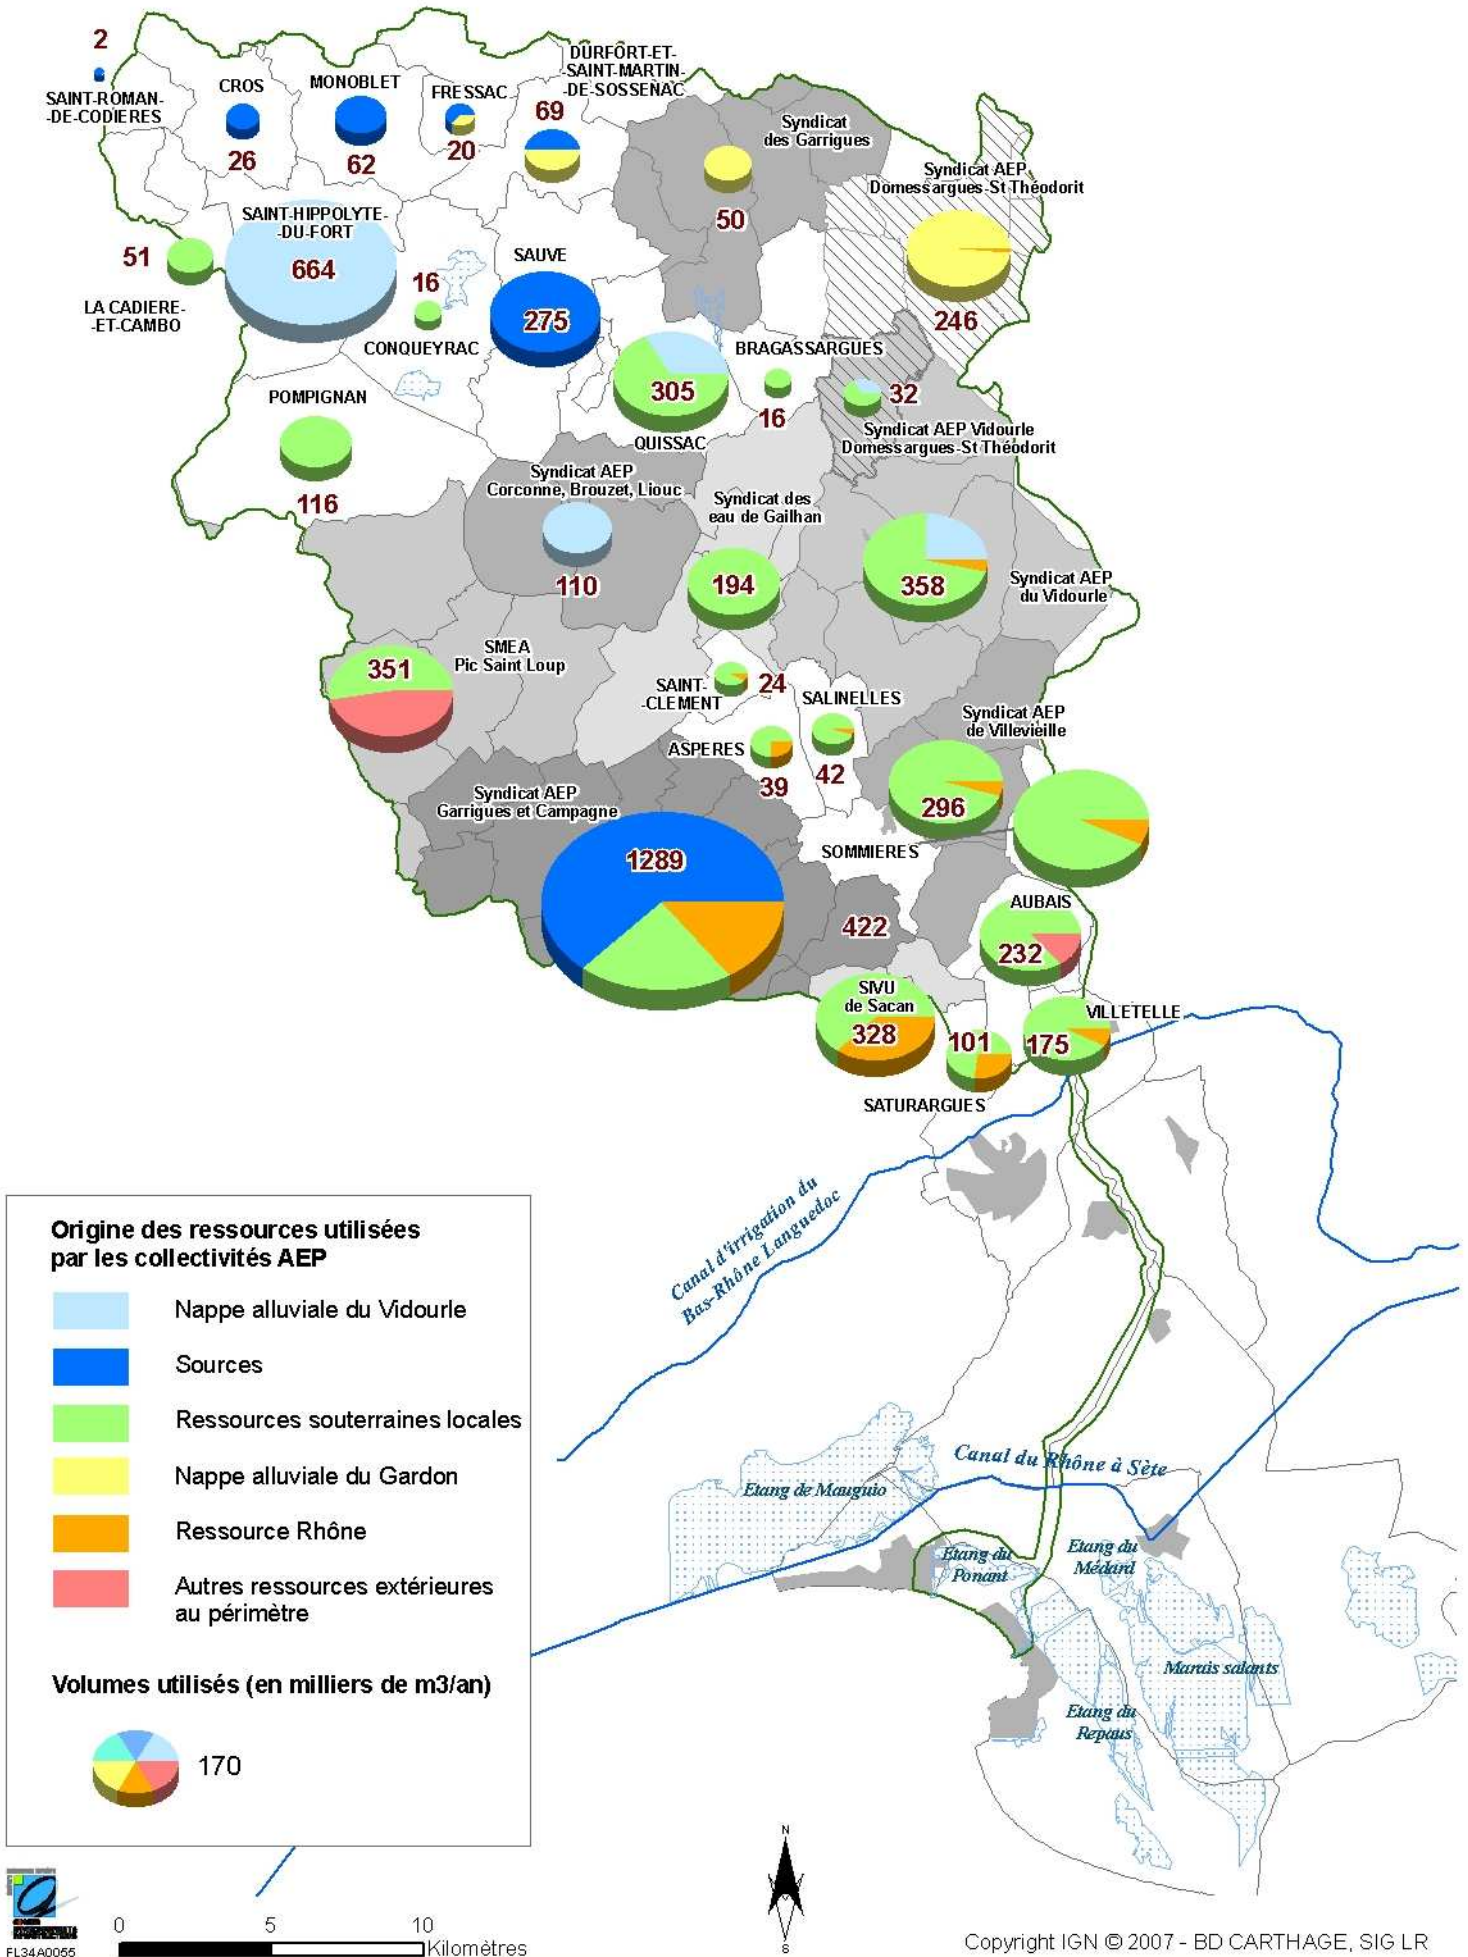 2
SAINT-ROMAN-
-DE-CODIERES
CROS
26
MONOBLET
62
FRESSAC
20
DURFORT-ET-
-SAINT-MARTIN-
-DE-SOSSENAC
69
Syndicat
des Garrigues
50
Syndicat AEP
Domessargues-St Théodorit
246
SAINT-HIPPOLYTE-
-DU-FORT
664
51
LA CADIERE-
-ET-CAMBO
16
CONQUEYRAC
SAUVE
275
305
QUISSAC
BRAGASSARGUES
16
32
Syndicat AEP Vidourle
Domessargues-St Théodorit
POMPIGNAN
116
Syndicat AEP
Corconne, Brouzet, Liouc
110
Syndicat des
eau de Gailhan
194
358
Syndicat AEP
du Vidourle
351
SMEA
Pic Saint Loup
SAINT-
-CLEMENT
24
SALINELLES
42
ASPERES
39
Syndicat AEP
de Villevieille
296
Syndicat AEP
Garrigues et Campagne
1289
SOMMIERES
422
AUBAIS
232
SIVU
de Sacan
328
101
SATURARGUES
VILLETELLE
175
Canal d'irrigation du
Bas-Rhône Languedoc
Origine des ressources utilisées
par les collectivités AEP
Nappe alluviale du Vidourle
Sources
Ressources souterraines locales
Nappe alluviale du Gardon
Ressource Rhône
Autres ressources extérieures
au périmètre
Volumes utilisés (en milliers de m3/an)
170
Canal du Rhône à Sète
Etang de Mauguio
Etang du
Ponant
Etang du
Médard
Marais salants
Etang du
Repaus
N
S
0
5
10
Kilomètres
FL34A0055
Copyright IGN © 2007 - BD CARTHAGE, SIG LR